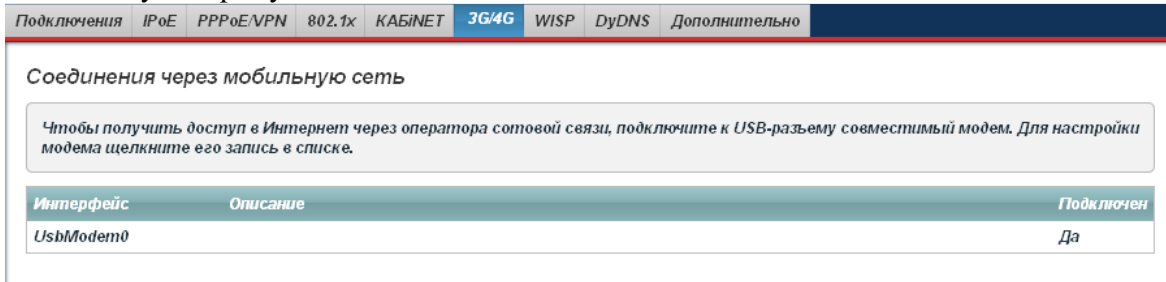 Подключения IPoE PPPoE/VPN 802.1x КАБiNET 3G/4G WISP DyDNS Дополнительно
Соединения через мобильную сеть
Чтобы получить доступ в Интернет через оператора сотовой связи, подключите к USB-разъему совместимый модем. Для настройки
модема щелкните его запись в списке.
Интерфейс Описание Подключен
UsbModem0 Да